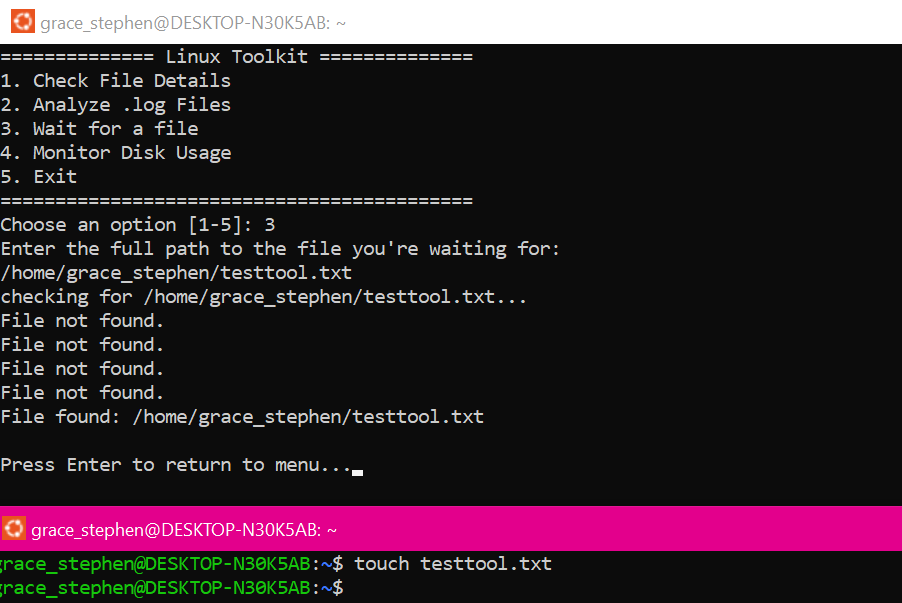 grace_stephen@DESKTOP-N30K5AB: ~
============== Linux Toolkit ==============
1. Check File Details
2. Analyze .log Files
3. Wait for a file
4. Monitor Disk Usage
5. Exit
===========================================
Choose an option [1-5]: 3
Enter the full path to the file you're waiting for:
/home/grace_stephen/testtool.txt
checking for /home/grace_stephen/testtool.txt...
File not found.
File not found.
File not found.
File not found.
File found: /home/grace_stephen/testtool.txt
Press Enter to return to menu...
grace_stephen@DESKTOP-N30K5AB: ~
grace_stephen@DESKTOP-N30K5AB:~$ touch testtool.txt
grace_stephen@DESKTOP-N30K5AB:~$